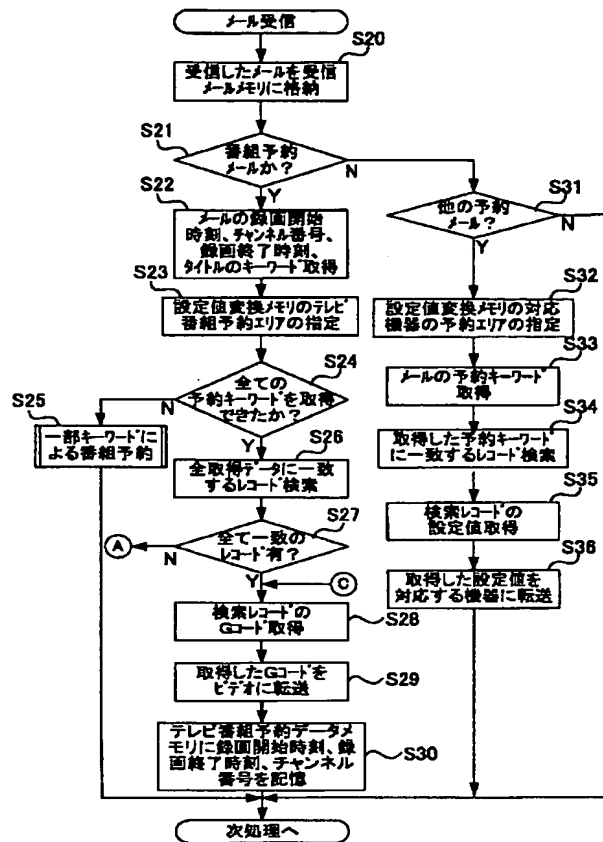 メール受信
S20
受信したメールを受信
メールメモリに格納
S21
番組予約
メールか？
N
Y
S22
メールの録画開始
時刻、チャンネル番号、
録画終了時刻、
タイトルのキーワード取得
S23
設定値変換メモリのテレビ
番組予約エリアの指定
S24
全ての
予約キーワードを取得
できたか？
N
Y
S25
一部キーワードに
よる番組予約
S26
全取得データに一致
するレコード検索
S27
全て一致の
レコード有？
A
N
Y
C
検索レコードの
Gコード取得
S28
取得したGコードを
ビデオに転送
S29
テレビ番組予約データメ
モリに録画開始時刻、録
画終了時刻、チャンネル
番号を記憶
S30
次処理へ
S31
他の予約
メール？
N
Y
S32
設定値変換メモリの対応
機器の予約エリアの指定
S33
メールの予約キーワード
取得
S34
取得した予約キーワード
に一致するレコード検索
S35
検索レコードの
設定値取得
S36
取得した設定値を
対応する機器に転送